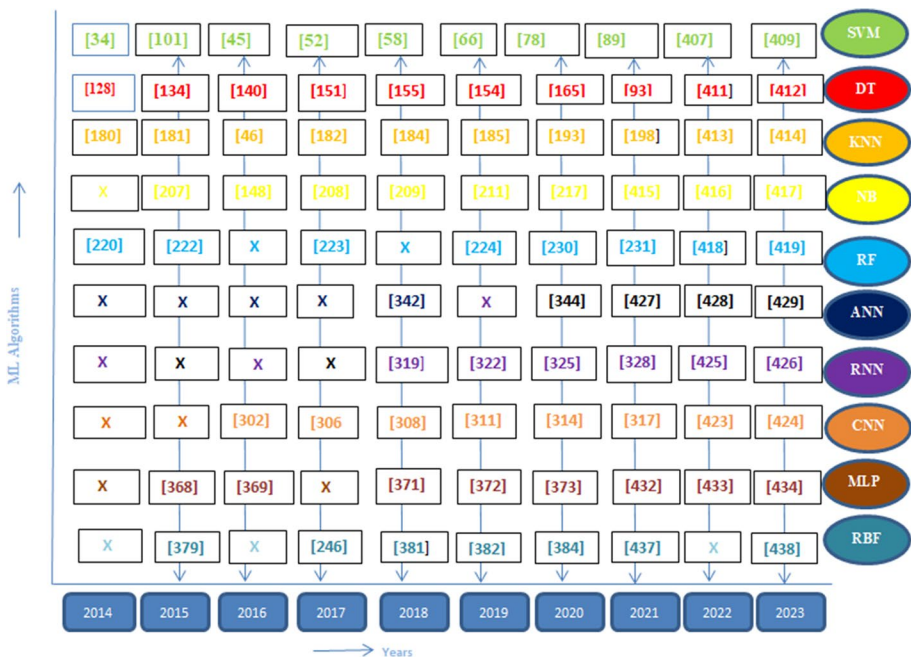 [34] [101] [45] [52] [58] [66] [78] [89] [407] [409] SVM
[128] [134] [140] [151] [155] [154] [165] [93] [411] [412] DT
[180] [181] [46] [182] [184] [185] [193] [198] [413] [414] KNN
X [207] [148] [208] [209] [211] [217] [415] [416] [417] NB
[220] [222] X [223] X [224] [230] [231] [418] [419] RF
X X X X [342] X [344] [427] [428] [429] ANN
X X X X [319] [322] [325] [328] [425] [426] RNN
X X [302] [306 [308] [311] [314] [317] [423] [424] CNN
X [368] [369] X [371] [372] [373] [432] [433] [434] MLP
X [379] X [246] [381] [382] [384] [437] X [438] RBF
ML Algorithms
2014 2015 2016 2017 2018 2019 2020 2021 2022 2023
Years